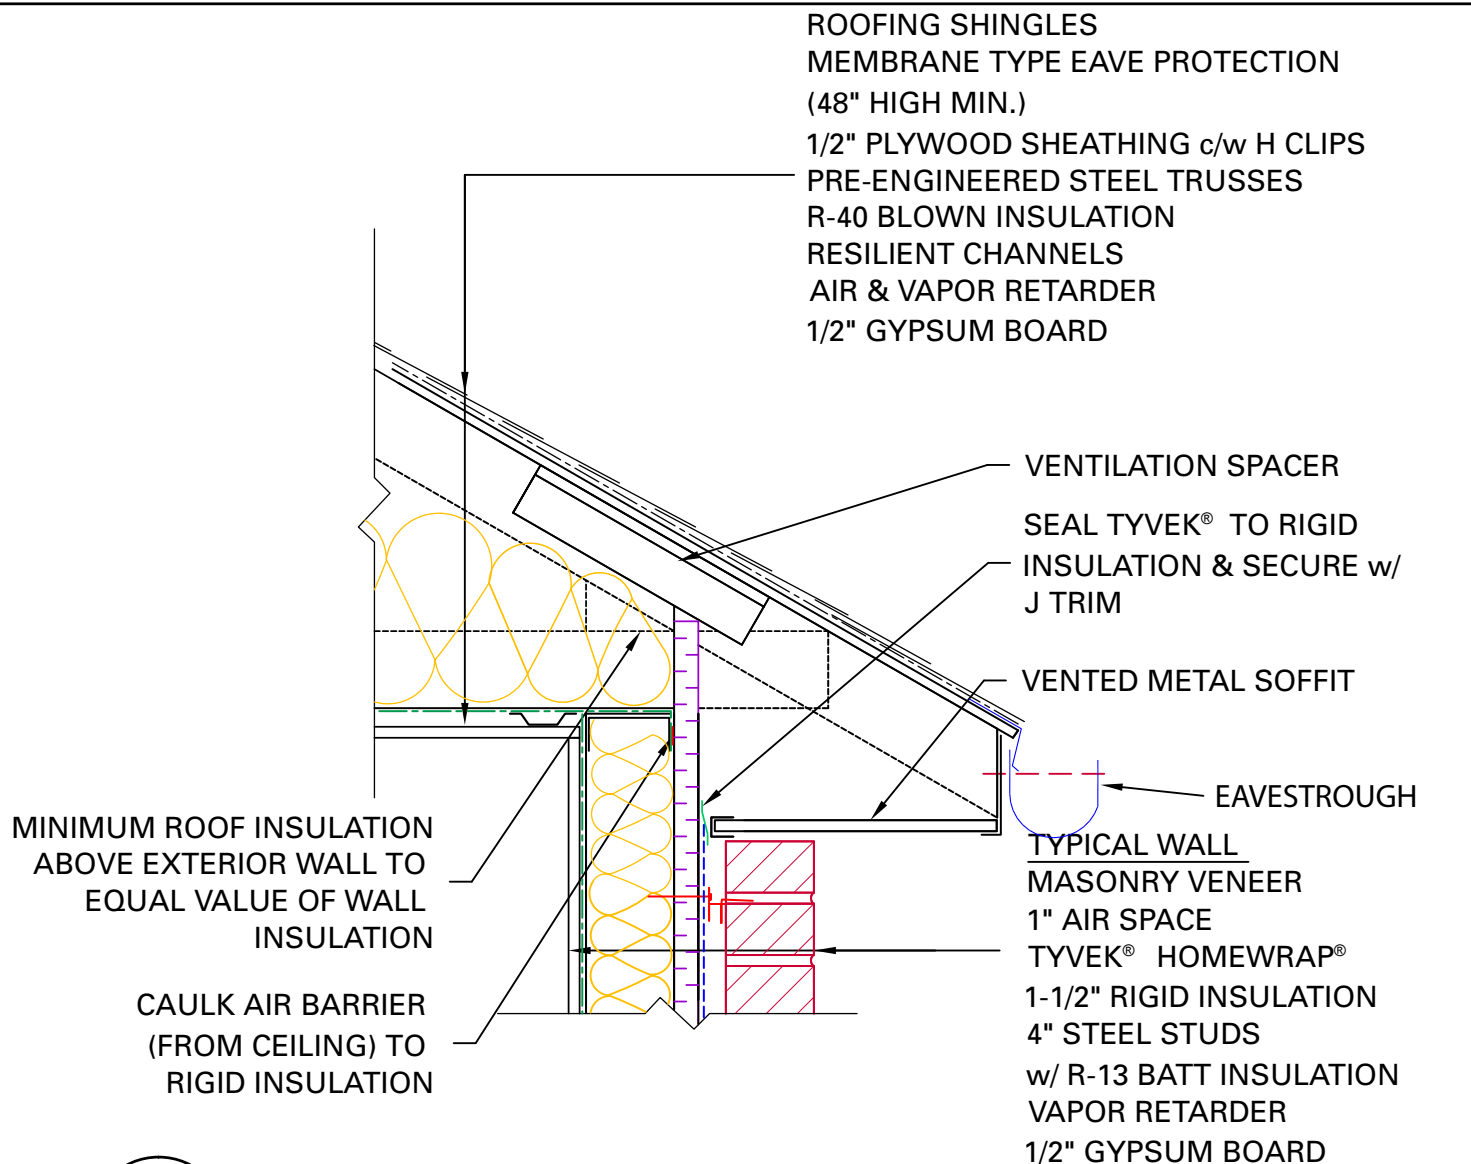 ROOFING SHINGLES
MEMBRANE TYPE EAVE PROTECTION
(48" HIGH MIN.)
1/2" PLYWOOD SHEATHING c/w H CLIPS
PRE-ENGINEERED STEEL TRUSSES
R-40 BLOWN INSULATION
RESILIENT CHANNELS
AIR & VAPOR RETARDER
1/2" GYPSUM BOARD
VENTILATION SPACER
SEAL TYVEK® TO RIGID
INSULATION & SECURE w/
J TRIM
VENTED METAL SOFFIT
EAVESTROUGH
MINIMUM ROOF INSULATION
ABOVE EXTERIOR WALL TO
EQUAL VALUE OF WALL
INSULATION
CAULK AIR BARRIER
(FROM CEILING) TO
RIGID INSULATION
TYPICAL WALL
MASONRY VENEER
1" AIR SPACE
TYVEK® HOMEWRAP®
1-1/2" RIGID INSULATION
4" STEEL STUDS
w/ R-13 BATT INSULATION
VAPOR RETARDER
1/2" GYPSUM BOARD